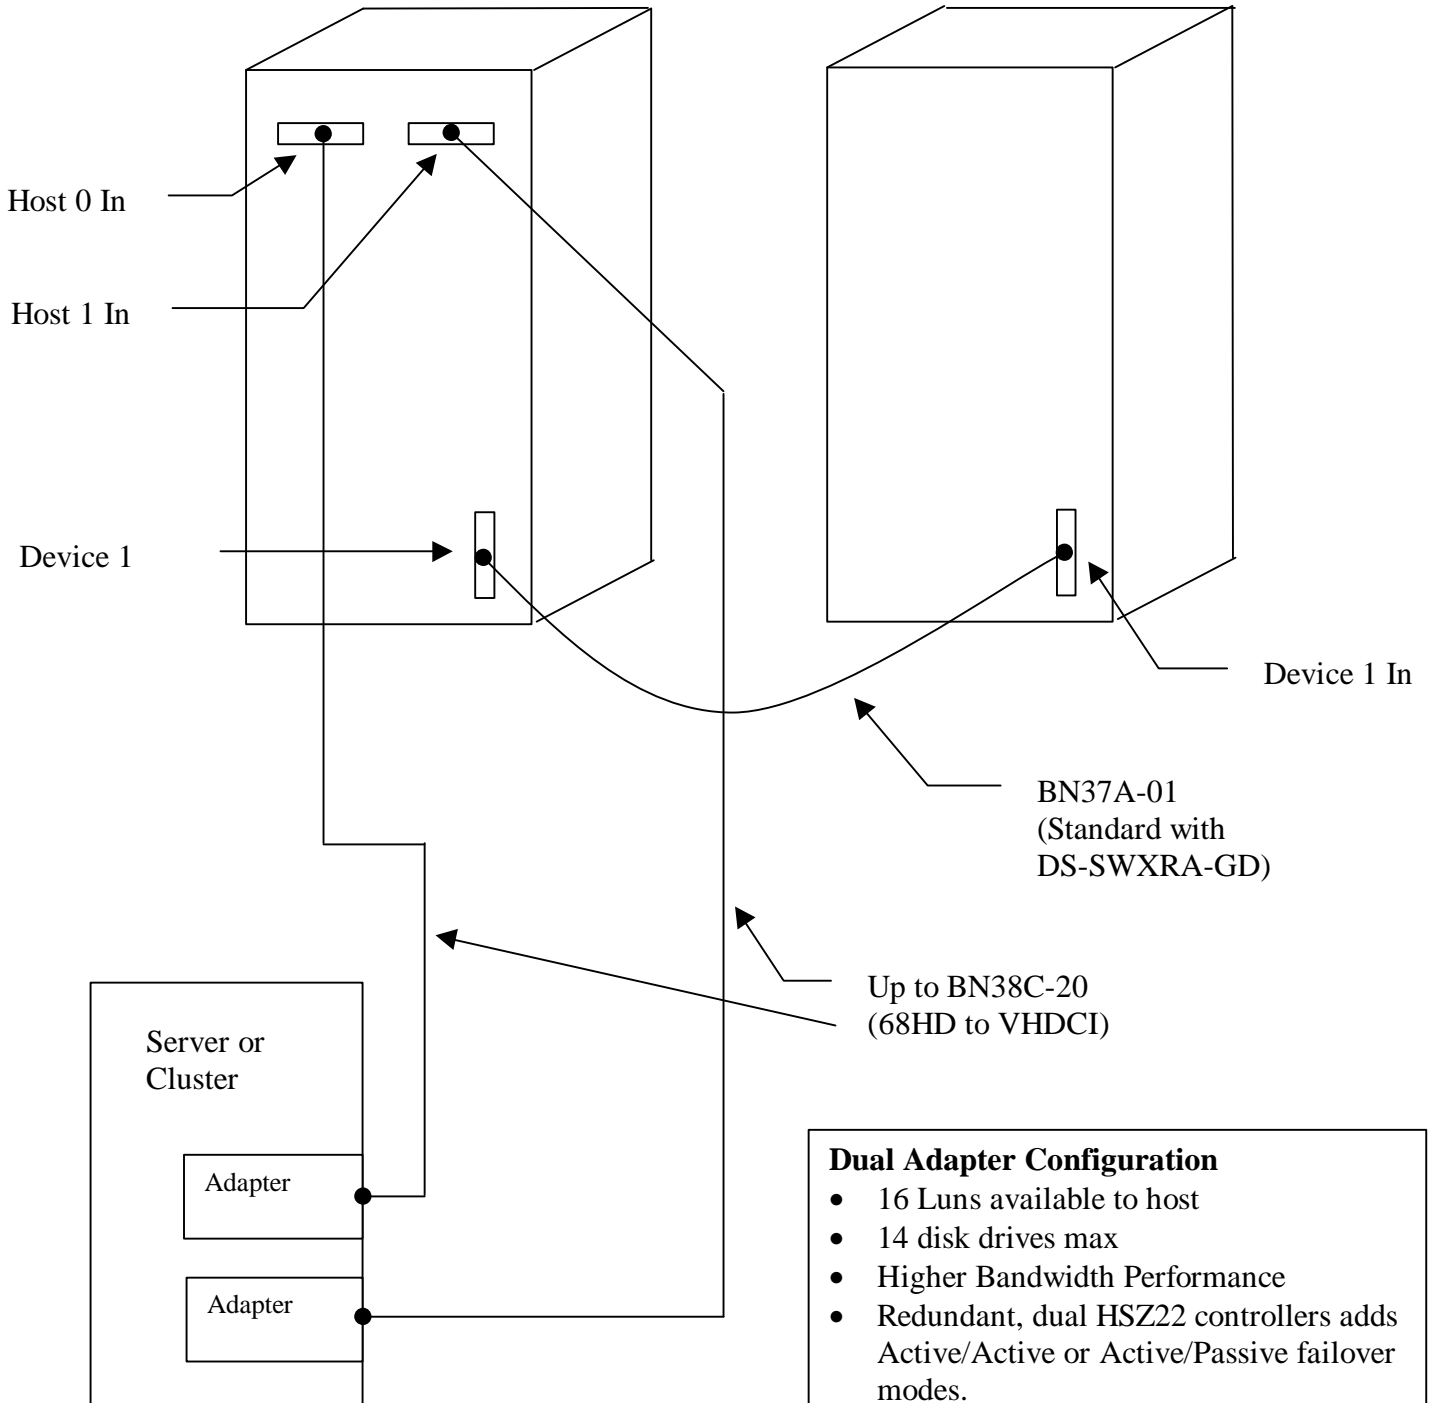 Host 0 In
Host 1 In
Device 1
Device 1 In
BN37A-01
(Standard with
DS-SWXRA-GD)
Up to BN38C-20
(68HD to VHDCI)
Server or
Cluster
Adapter
Adapter
Dual Adapter Configuration
• 16 Luns available to host
• 14 disk drives max
• Higher Bandwidth Performance
• Redundant, dual HSZ22 controllers adds
Active/Active or Active/Passive failover
modes.